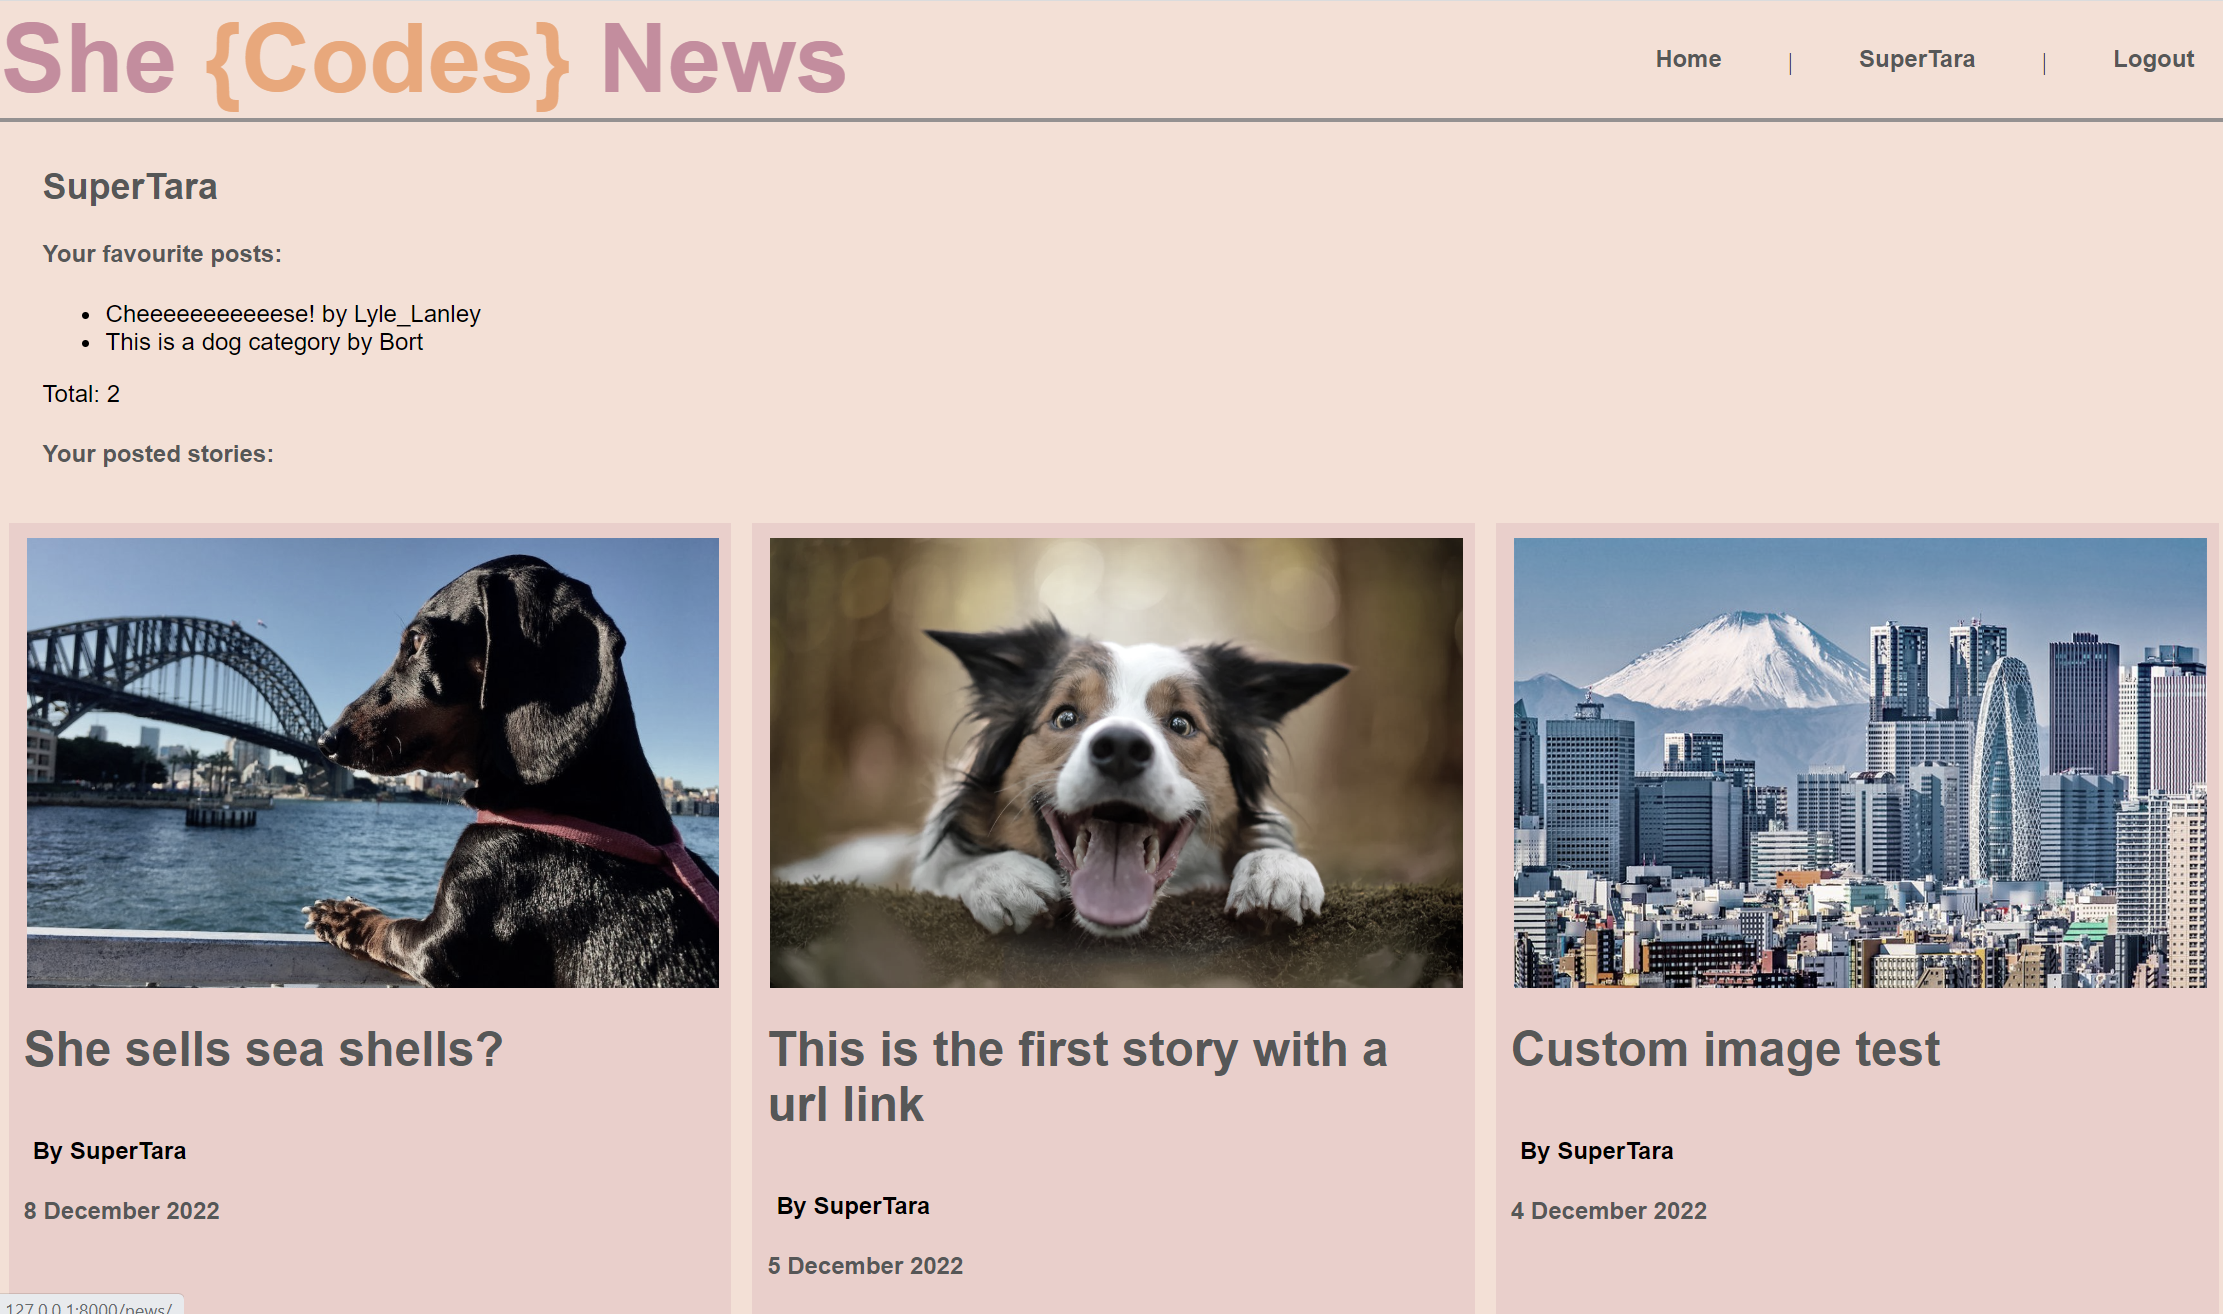 She {Codes} News
Home | SuperTara | Logout
SuperTara
Your favourite posts:
• Cheeeeeeeeeeese! by Lyle_Lanley
• This is a dog category by Bort
Total: 2
Your posted stories:
She sells sea shells?
By SuperTara
8 December 2022
This is the first story with a
url link
By SuperTara
5 December 2022
Custom image test
By SuperTara
4 December 2022
127.0.0.1:8000/news/